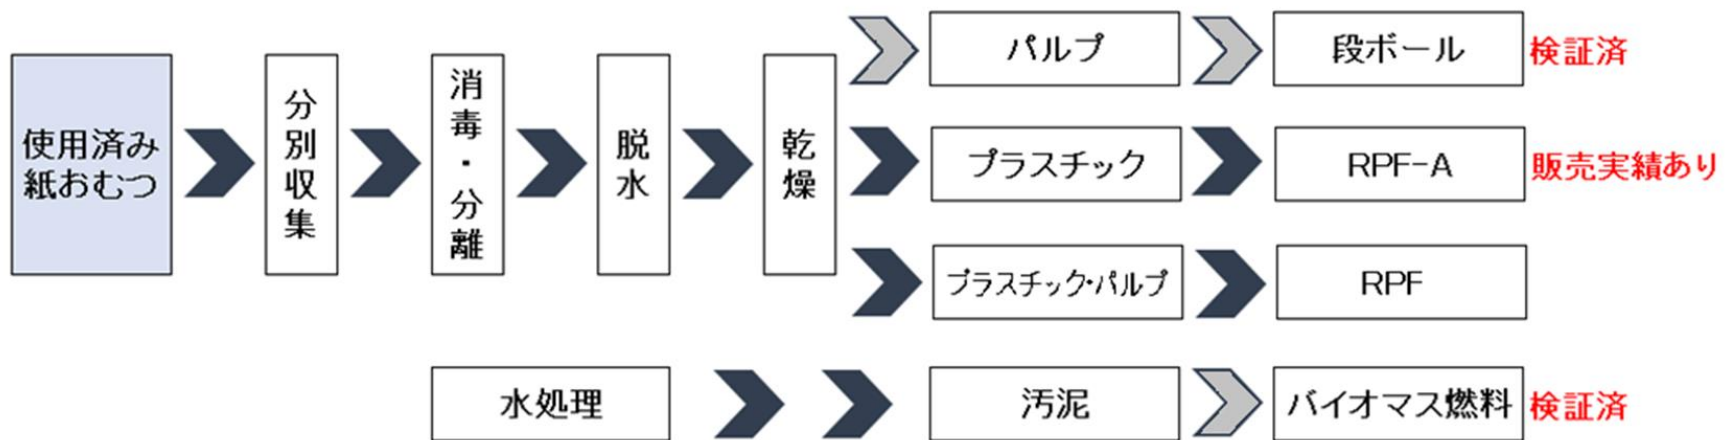 使用済み
紙おむつ
分別収集
消毒・分離
脱水
乾燥
パルプ
段ボール
検証済
プラスチック
RPF-A
販売実績あり
プラスチック・パルプ
RPF
水処理
汚泥
バイオマス燃料
検証済